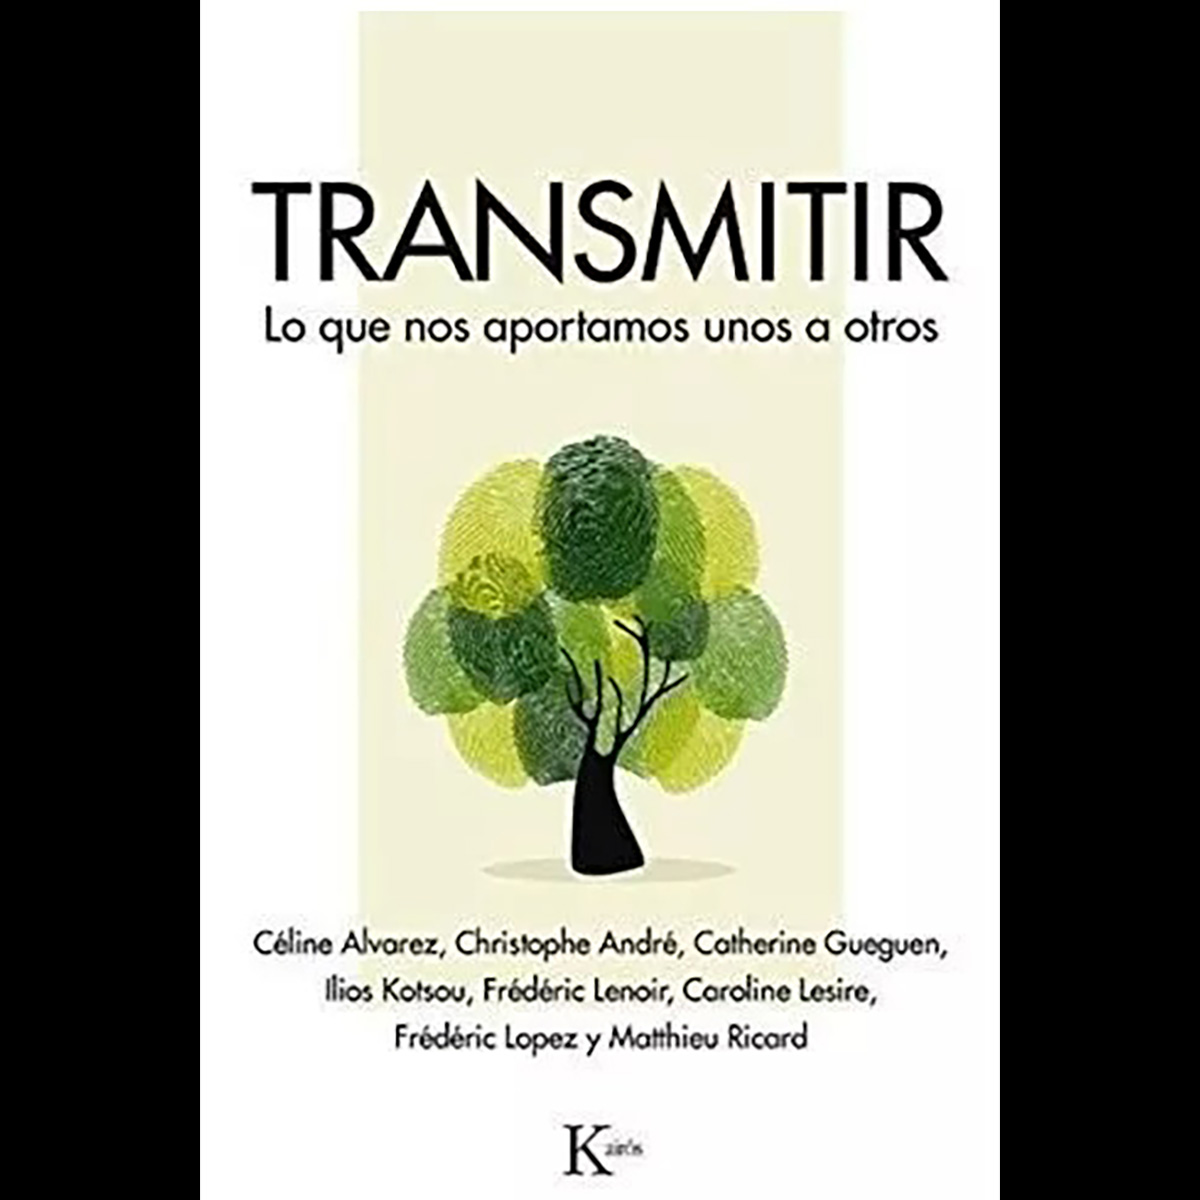 TRANSMITIR
Lo que nos aportamos unos a otros
Céline Alvarez, Christophe André, Catherine Gueguen,
Ilios Kotsou, Frédéric Lenoir, Caroline Lesire,
Frédéric Lopez y Matthieu Ricard
Kairós